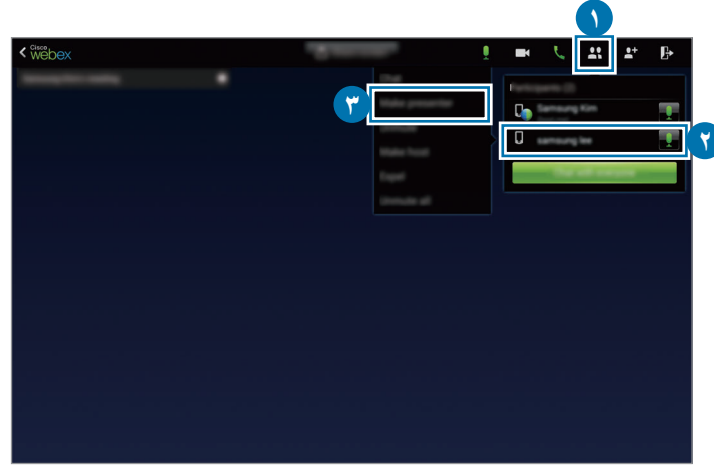 ١
Cisco
webex
Chat
Participants (2)
Samsung Kim
Make presenter
٣
samsung lee
٢
Unmute
Make host
Chat with everyone
Expel
Unmute all